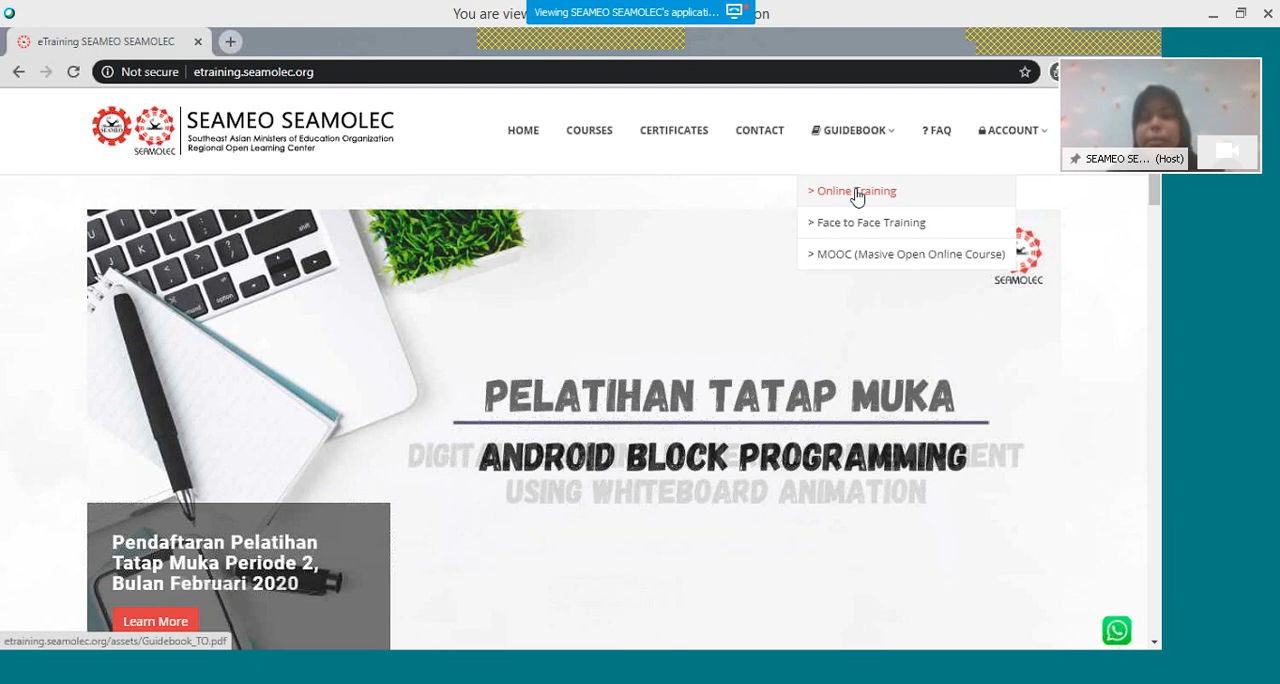 You are view
on
Viewing SEAMEO SEAMOLEC's applicati...
eTraining SEAMEO SEAMOLEC
Not secure
etraining.seamolec.org
SEAMEO
SEAMOLEC
SEAMEO SEAMOLEC
Southeast Asian Ministers of Education Organization
Regional Open Learning Center
HOME
COURSES
CERTIFICATES
CONTACT
GUIDEBOOK
? FAQ
ACCOUNT
SEAMEO SE... (Host)
> Online Training
> Face to Face Training
> MOOC (Masive Open Online Course)
SEAMOLEC
option
PELATIHAN TATAP MUKA
ANDROID BLOCK PROGRAMMING
USING WHITEBOARD ANIMATION
Pendaftaran Pelatihan
Tatap Muka Periode 2,
Bulan Februari 2020
Learn More
etraining.seamolec.org/assets/Guidebook_TO.pdf